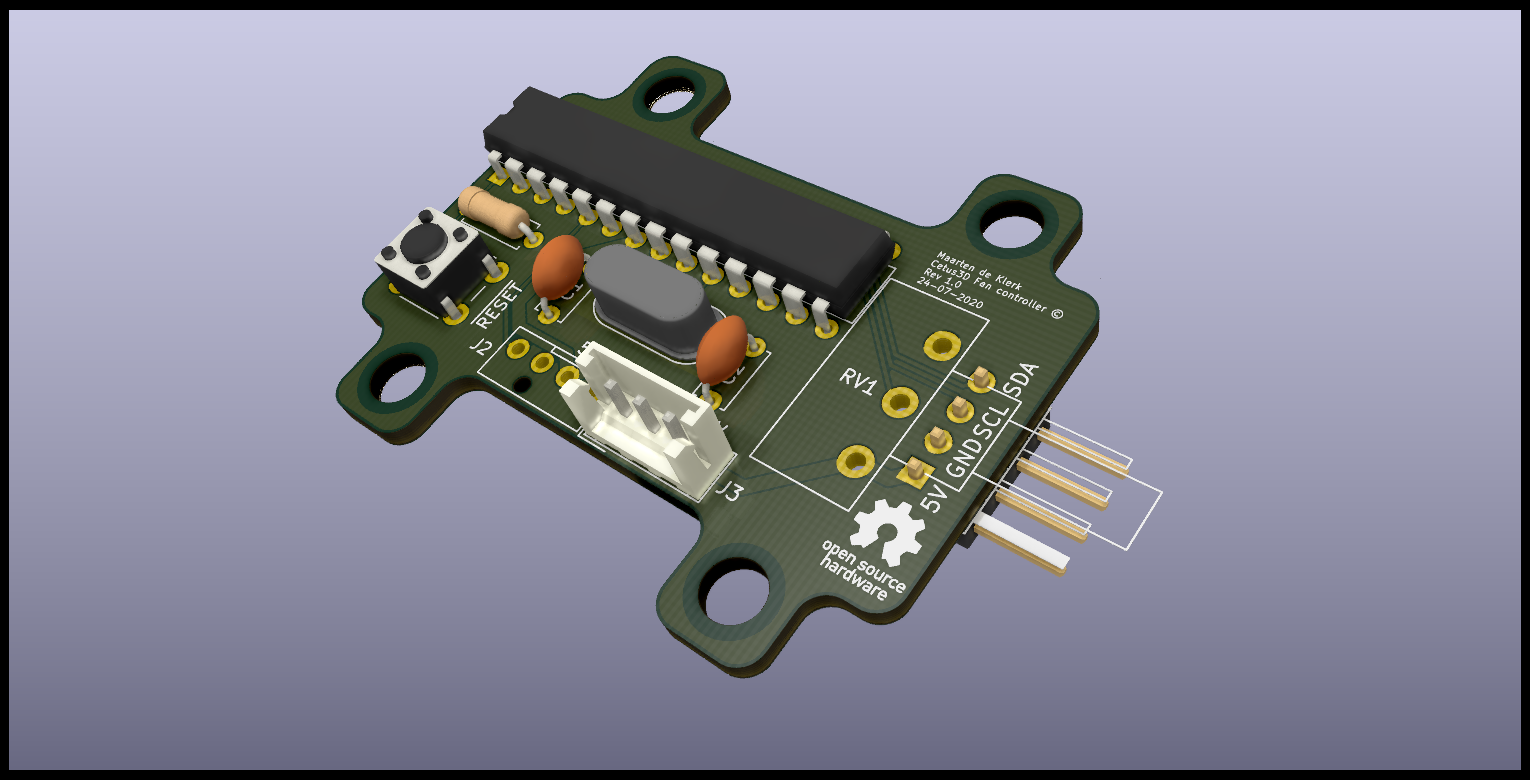 Maarten de Klerk
Cetus3D Fan controller ©
Rev 1.0
24-07-2020
RESET
J2
RV1
SDA
SCL
GND
5V
J3
open source
hardware